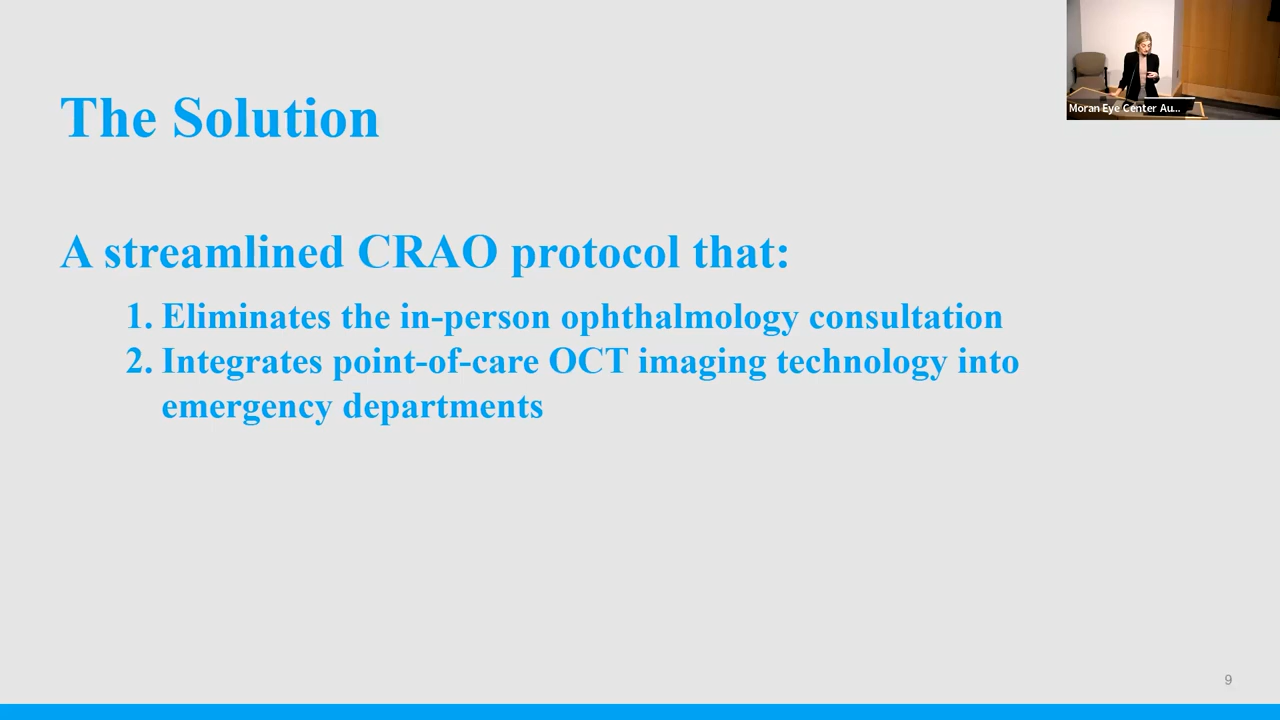 The Solution
Moran Eye Center Au...
A streamlined CRAO protocol that:
1. Eliminates the in-person ophthalmology consultation
2. Integrates point-of-care OCT imaging technology into
emergency departments
9